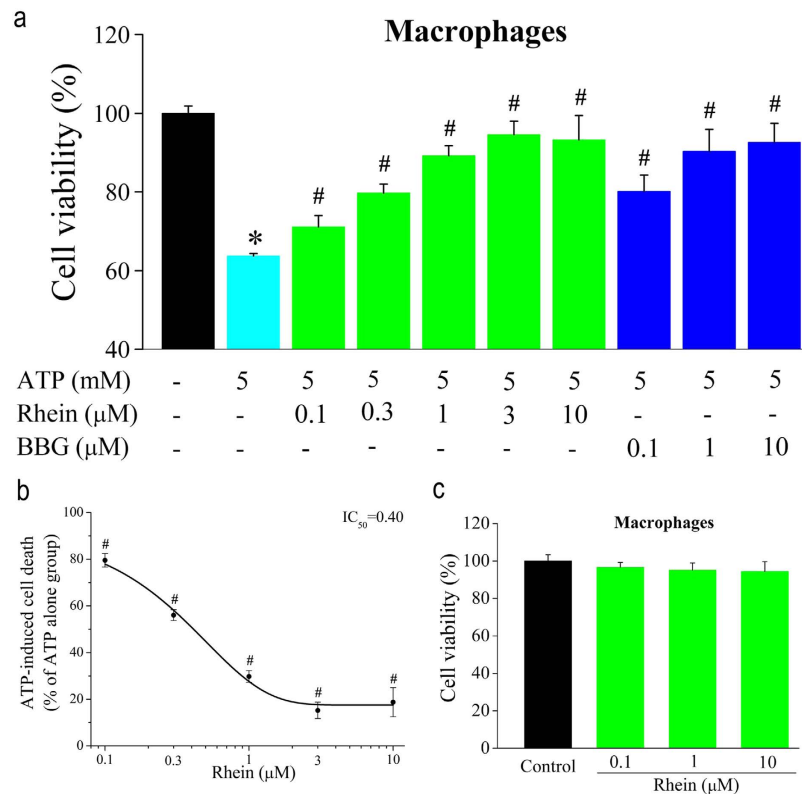 a
Macrophages
Cell viability (%)
120
100
80
60
40
* # # # # # # # #
ATP (mM) - 5 5 5 5 5 5 5 5 5
Rhein (μM) - - 0.1 0.3 1 3 10 - - -
BBG (μM) - - - - - - - 0.1 1 10
b
ATP-induced cell death
(% of ATP alone group)
IC50=0.40
100
80
60
40
20
0
# # # # #
0.1 0.3 1 3 10
Rhein (μM)
c
Macrophages
Cell viability (%)
120
100
80
60
40
20
0
Control 0.1 1 10
Rhein (μM)